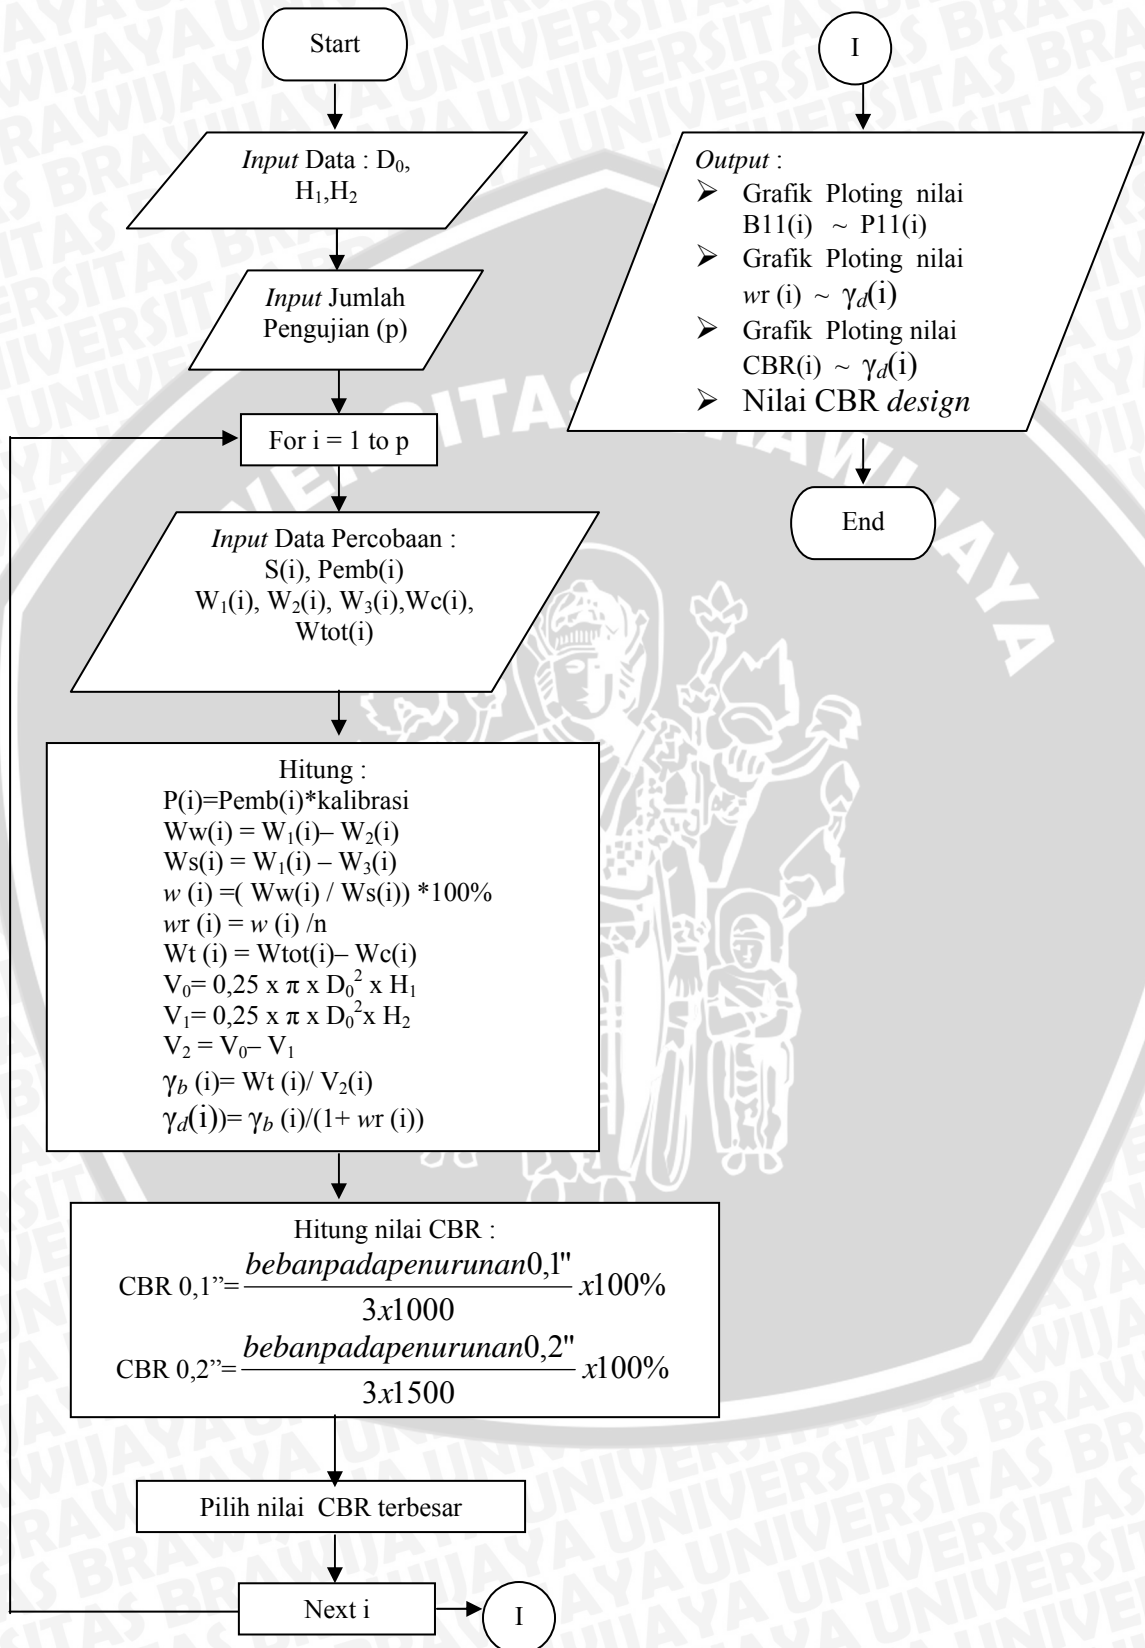 Start
Input Data : D₀,
H₁,H₂
Input Jumlah
Pengujian (p)
For i = 1 to p
Input Data Percobaan :
S(i), Pemb(i)
W₁(i), W₂(i), W₃(i),Wc(i),
Wtot(i)
Hitung :
P(i)=Pemb(i)*kalibrasi
Ww(i) = W₁(i)– W₂(i)
Ws(i) = W₁(i) – W₃(i)
w (i) =( Ww(i) / Ws(i)) *100%
wr (i) = w (i) /n
Wt (i) = Wtot(i)– Wc(i)
V₀= 0,25 x π x D₀² x H₁
V₁= 0,25 x π x D₀²x H₂
V₂ = V₀– V₁
γb (i)= Wt (i)/ V₂(i)
γd(i))= γb (i)/(1+ wr (i))
Hitung nilai CBR :
CBR 0,1”= bebanpadapenurunan0,1" / 3x1000 x100%
CBR 0,2”= bebanpadapenurunan0,2" / 3x1500 x100%
Pilih nilai CBR terbesar
Next i
I
I
Output :
➢ Grafik Ploting nilai
B11(i) ~ P11(i)
➢ Grafik Ploting nilai
wr (i) ~ γd(i)
➢ Grafik Ploting nilai
CBR(i) ~ γd(i)
➢ Nilai CBR design
End
UNIVERSITAS BRAWIJAYA